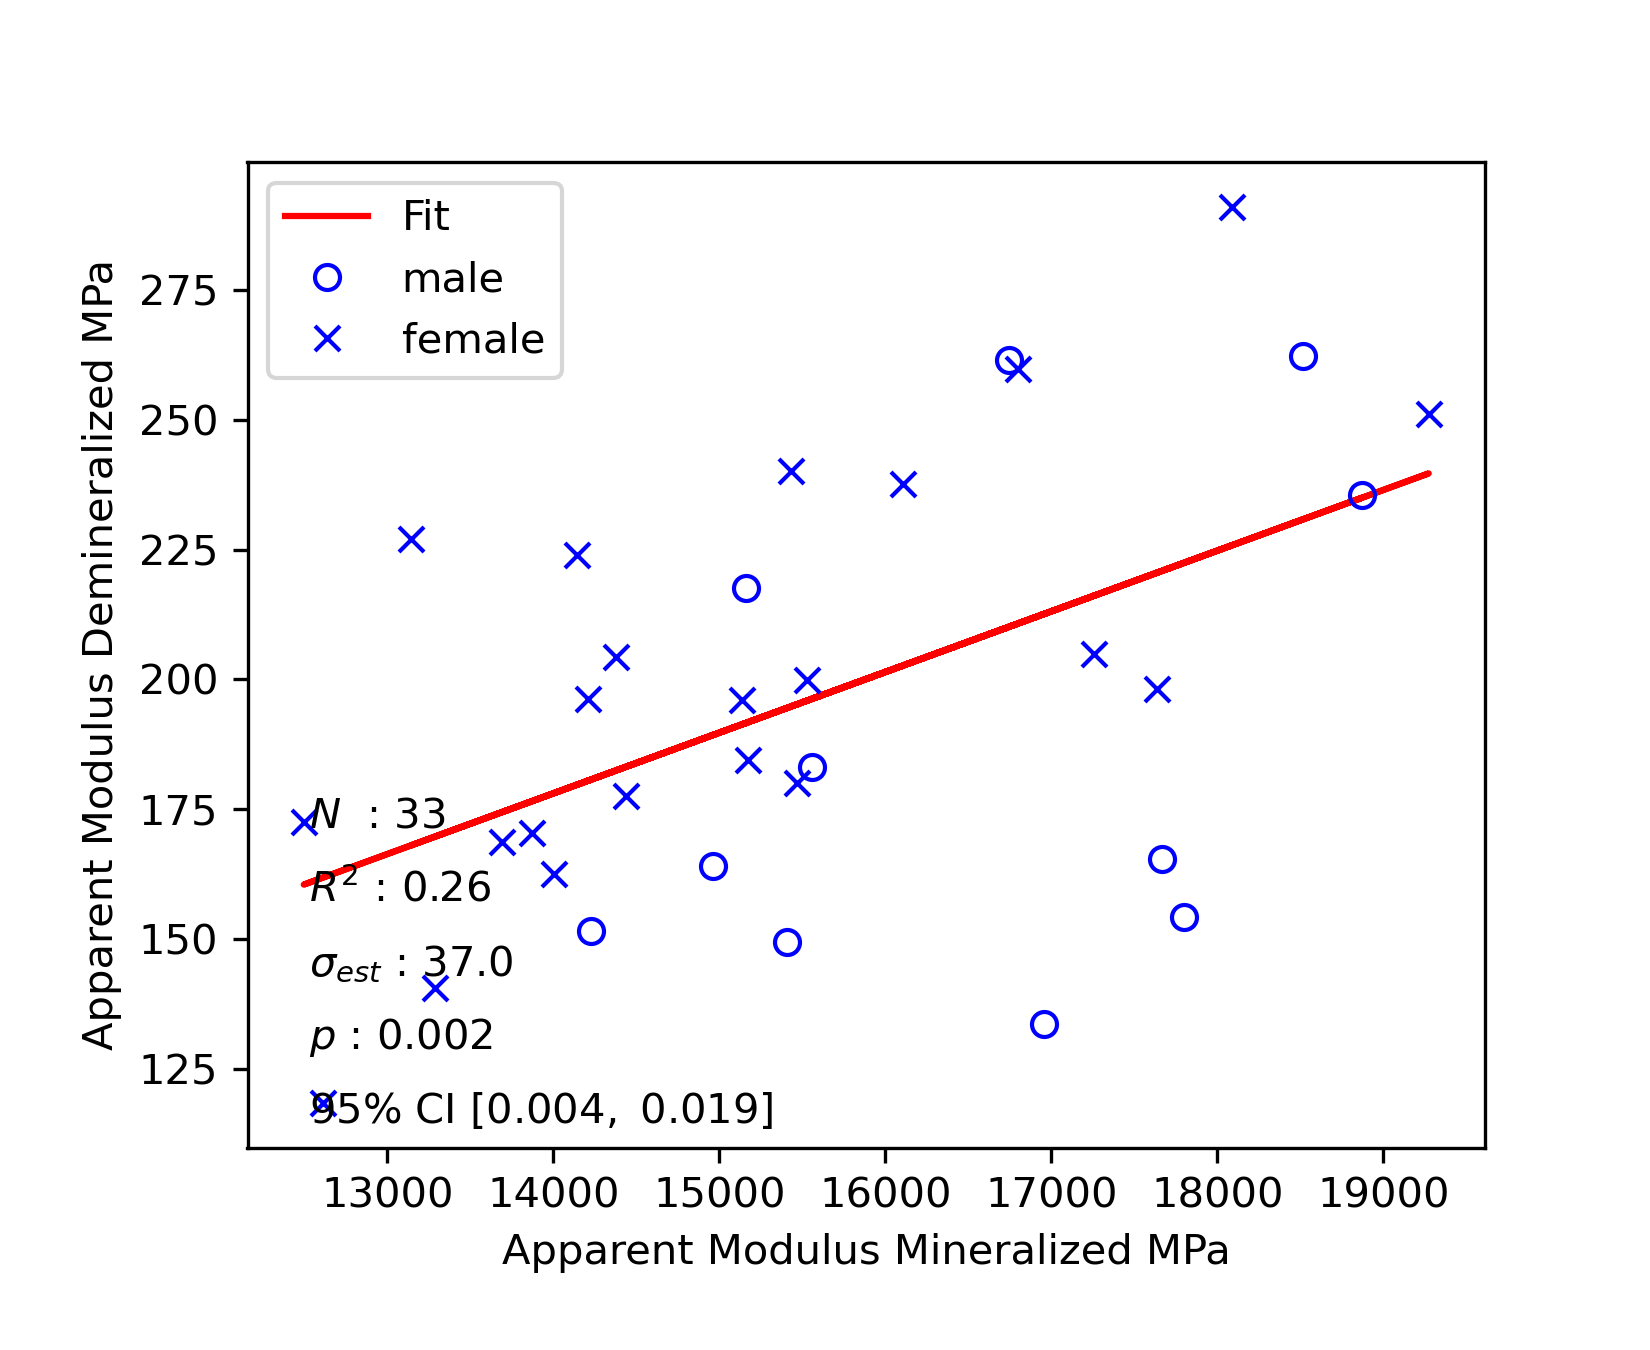 Fit
male
female
275
250
225
200
175
150
125
Apparent Modulus Demineralized MPa
N : 33
R² : 0.26
σest : 37.0
p : 0.002
95% CI [0.004, 0.019]
13000 14000 15000 16000 17000 18000 19000
Apparent Modulus Mineralized MPa